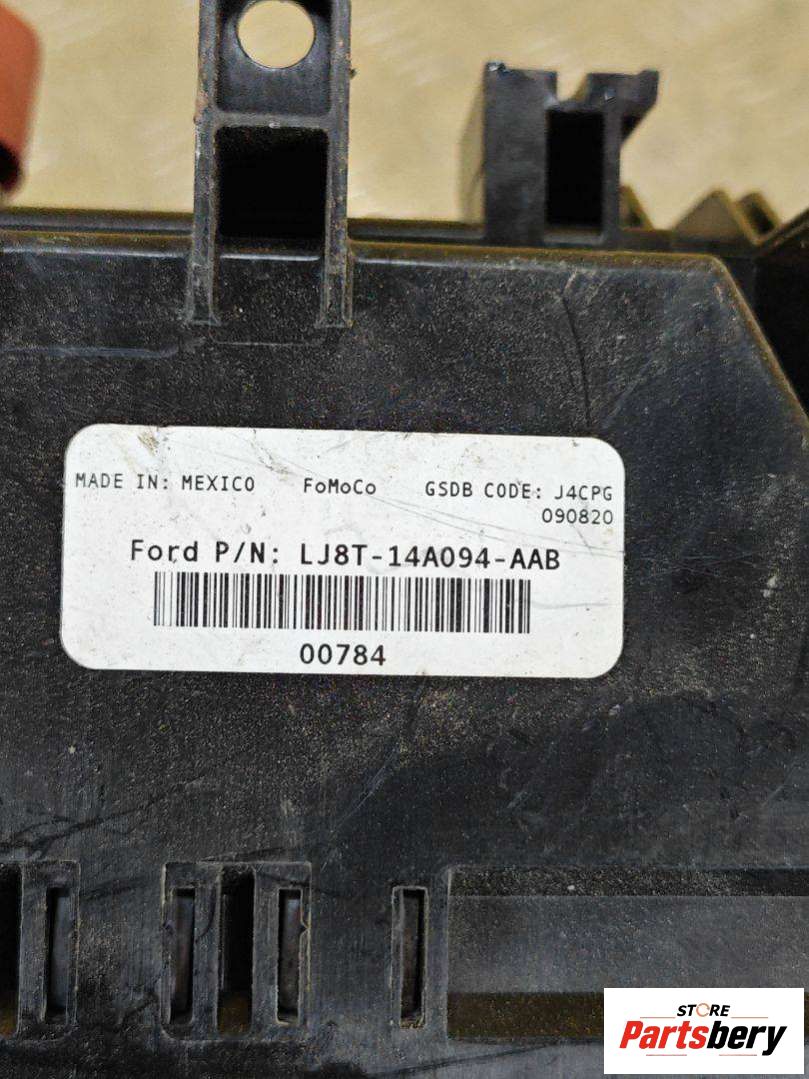 MADE IN: MEXICO FoMoCo GSDB CODE: J4CPG
090820
Ford P/N: LJ8T-14A094-AAB
00784
STORE
Partsbery